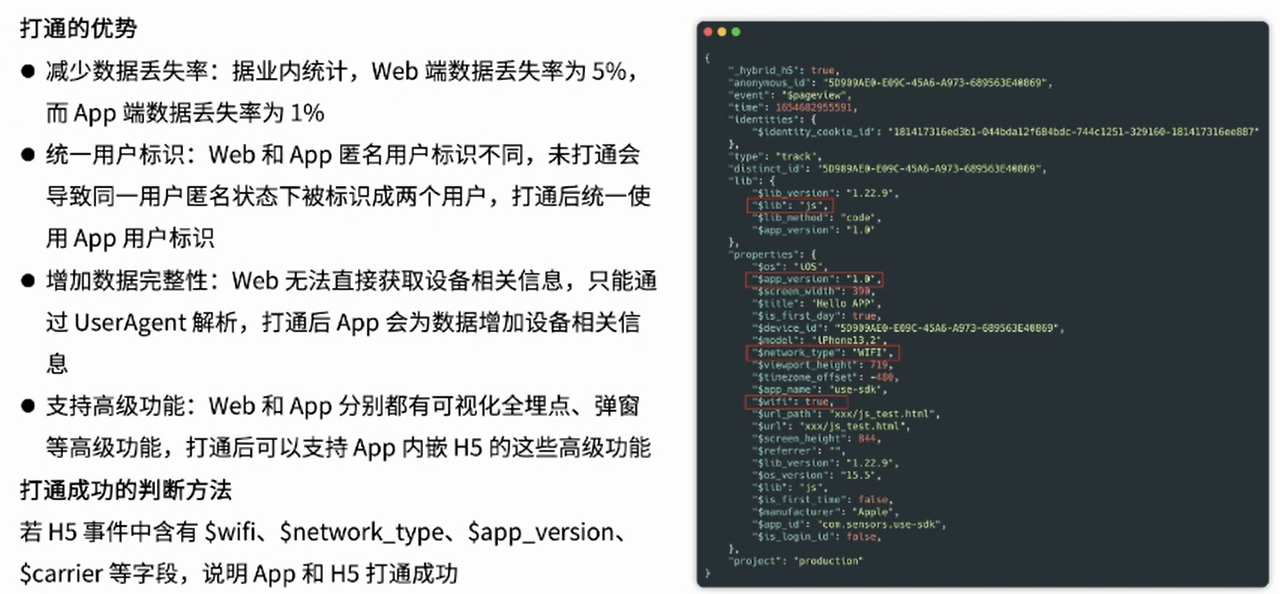 打通的优势
● 减少数据丢失率：据业内统计，Web 端数据丢失率为 5%，
而 App 端数据丢失率为 1%
● 统一用户标识：Web 和 App 匿名用户标识不同，未打通会
导致同一用户匿名状态下被标识成两个用户，打通后统一使
用 App 用户标识
● 增加数据完整性：Web 无法直接获取设备相关信息，只能通
过 UserAgent 解析，打通后 App 会为数据增加设备相关信
息
● 支持高级功能：Web 和 App 分别都有可视化全埋点、弹窗
等高级功能，打通后可以支持 App 内嵌 H5 的这些高级功能
打通成功的判断方法
若 H5 事件中含有 $wifi、$network_type、$app_version、
$carrier 等字段，说明 App 和 H5 打通成功
{
"_hybrid_h5": true,
"anonymous_id": "5D909AE0-E09C-45A6-A973-689563E40869",
"event": "$pageview",
"time": 1654682955591,
"identities": {
"$identity_cookie_id": "181417316ed3b1-044bda12f684bdc-744c1251-329160-181417316ee887"
},
"type": "track",
"distinct_id": "5D909AE0-E09C-45A6-A973-689563E40869",
"lib": {
"$lib_version": "1.22.9",
"$lib": "js",
"$lib_method": "code",
"$app_version": "1.0"
},
"properties": {
"$os": "iOS",
"$app_version": "1.0",
"$screen_width": 390,
"$title": "Hello APP",
"$is_first_day": true,
"$device_id": "5D909AE0-E09C-45A6-A973-689563E40869",
"$model": "iPhone13,2",
"$network_type": "WIFI",
"$viewport_height": 719,
"$timezone_offset": -480,
"$app_name": "use-sdk",
"$wifi": true,
"$url_path": "xxx/js_test.html",
"$url": "xxx/js_test.html",
"$screen_height": 844,
"$referrer": "",
"$lib_version": "1.22.9",
"$os_version": "15.5",
"$lib": "js",
"$is_first_time": false,
"$manufacturer": "Apple",
"$app_id": "com.sensors.use-sdk",
"$is_login_id": false,
},
"project": "production"
}